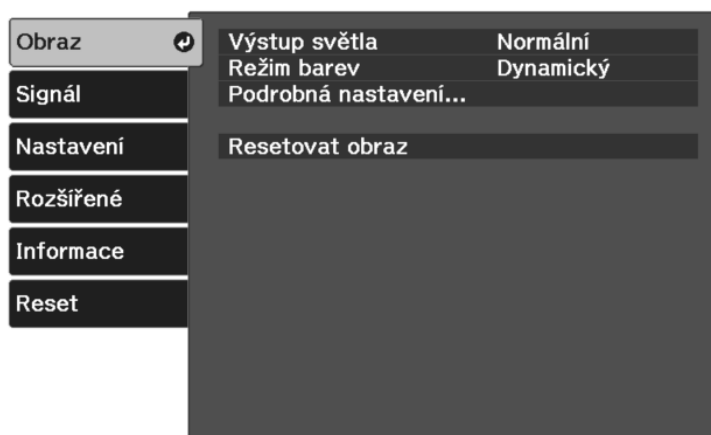 Obraz
Signál
Nastavení
Rozšířené
Informace
Reset
Výstup světla Normální
Režim barev Dynamický
Podrobná nastavení...
Resetovat obraz